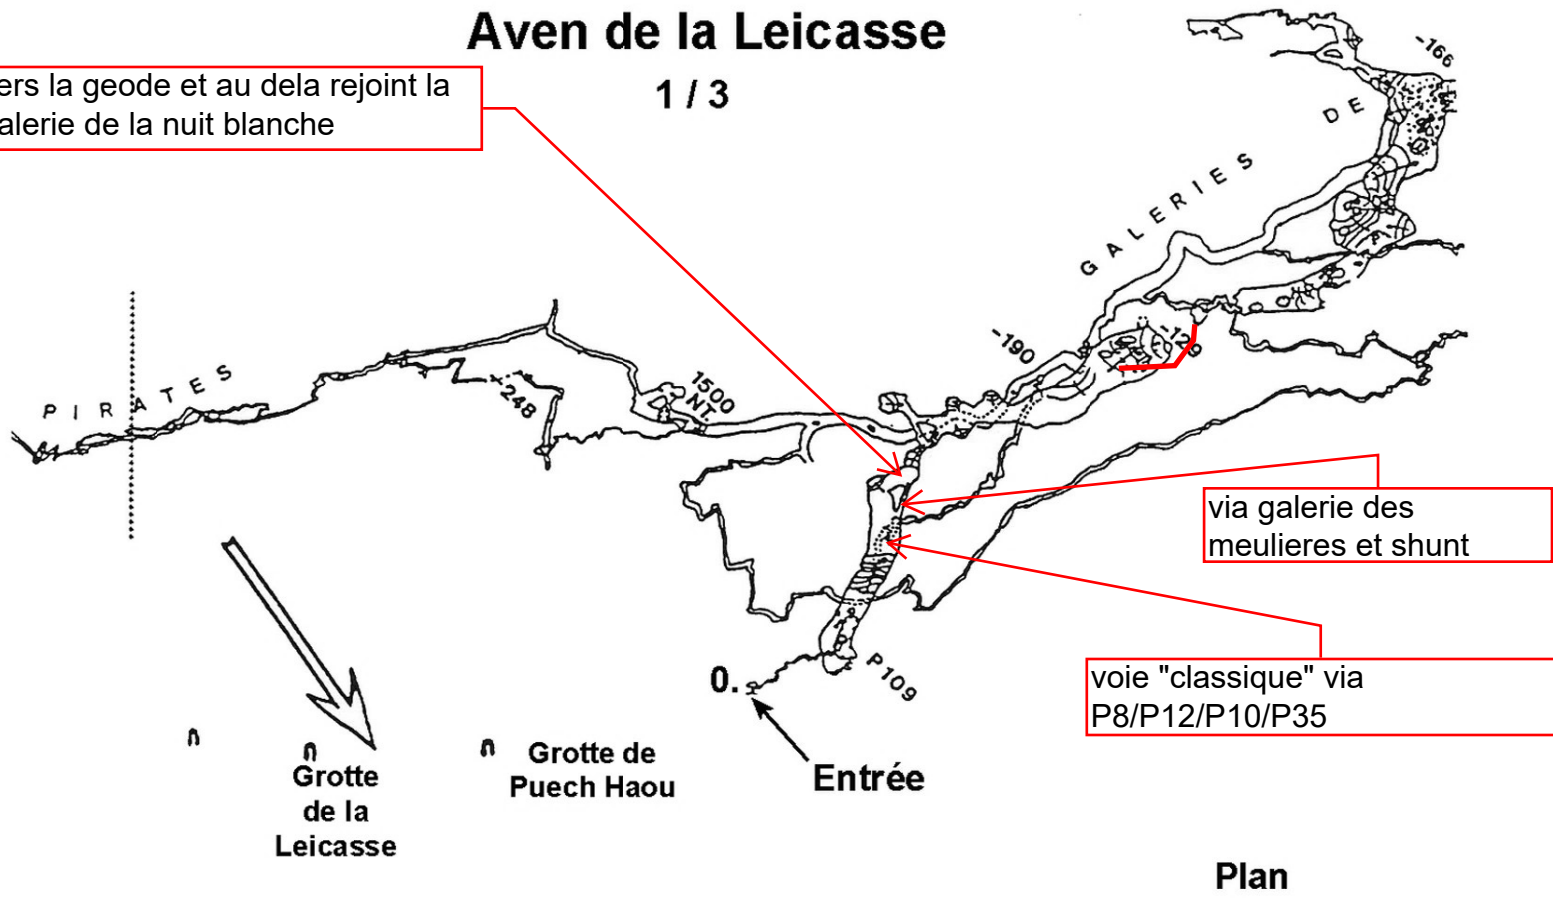 Aven de la Leicasse
1 / 3
ers la geode et au dela rejoint la
alerie de la nuit blanche
-166
DE
GALERIES
-129
-190
PIRATES
-248
1500
NT.
via galerie des
meulieres et shunt
voie "classique" via
P8/P12/P10/P35
P109
0.
Entrée
Grotte de
Puech Haou
Grotte
de la
Leicasse
Plan